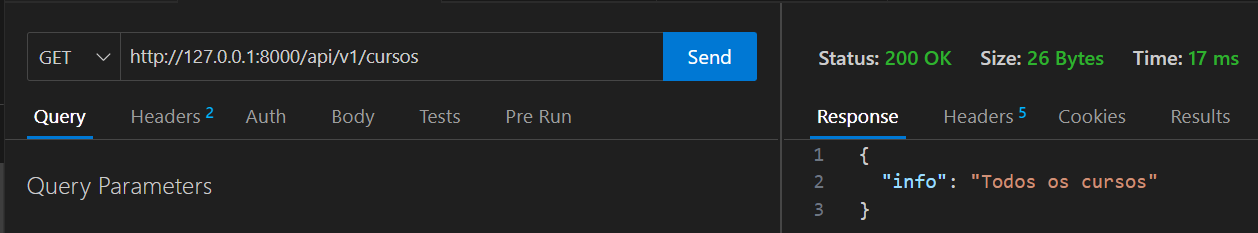 GET http://127.0.0.1:8000/api/v1/cursos Send
Query Headers 2 Auth Body Tests Pre Run
Query Parameters
Status: 200 OK Size: 26 Bytes Time: 17 ms
Response Headers 5 Cookies Results
1 {
2 "info": "Todos os cursos"
3 }